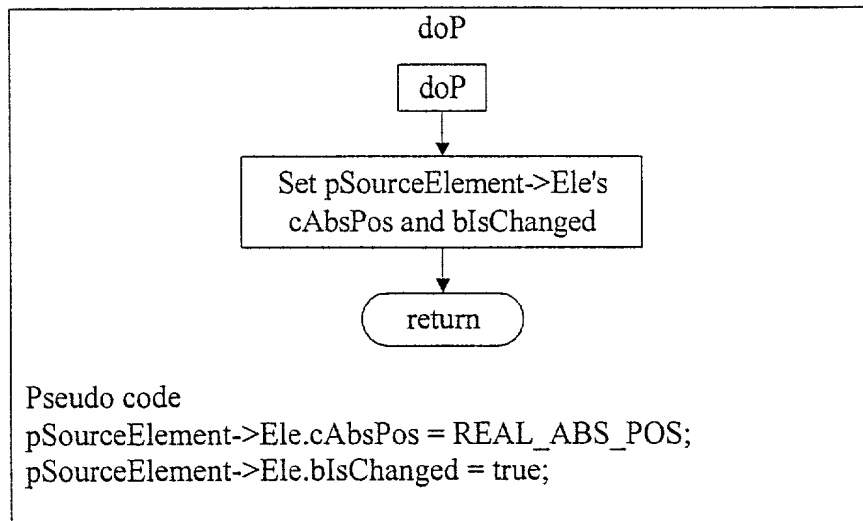 doP
doP
Set pSourceElement->Ele's
cAbsPos and bIsChanged
return
Pseudo code
pSourceElement->Ele.cAbsPos = REAL_ABS_POS;
pSourceElement->Ele.bIsChanged = true;